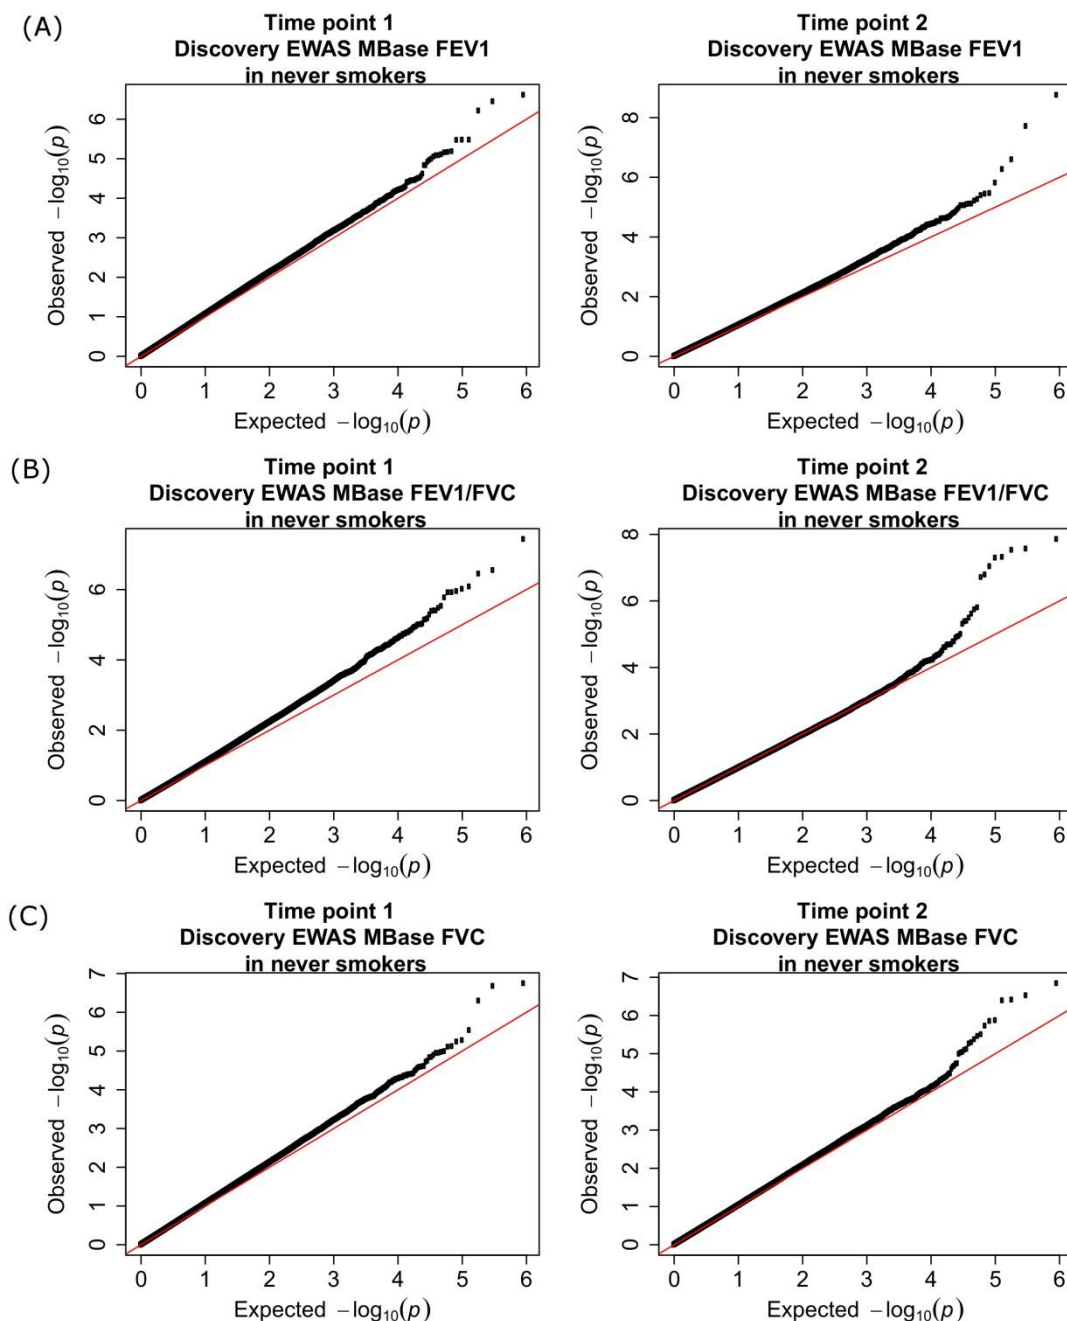 (A)
Time point 1
Discovery EWAS MBase FEV1
in never smokers
Observed −log10(p)
6
5
4
3
2
1
0
0 1 2 3 4 5 6
Expected −log10(p)
Time point 2
Discovery EWAS MBase FEV1
in never smokers
Observed −log10(p)
8
6
4
2
0
0 1 2 3 4 5 6
Expected −log10(p)
(B)
Time point 1
Discovery EWAS MBase FEV1/FVC
in never smokers
Observed −log10(p)
6
4
2
0
0 1 2 3 4 5 6
Expected −log10(p)
Time point 2
Discovery EWAS MBase FEV1/FVC
in never smokers
Observed −log10(p)
8
6
4
2
0
0 1 2 3 4 5 6
Expected −log10(p)
(C)
Time point 1
Discovery EWAS MBase FVC
in never smokers
Observed −log10(p)
7
6
5
4
3
2
1
0
0 1 2 3 4 5 6
Expected −log10(p)
Time point 2
Discovery EWAS MBase FVC
in never smokers
Observed −log10(p)
7
6
5
4
3
2
1
0
0 1 2 3 4 5 6
Expected −log10(p)